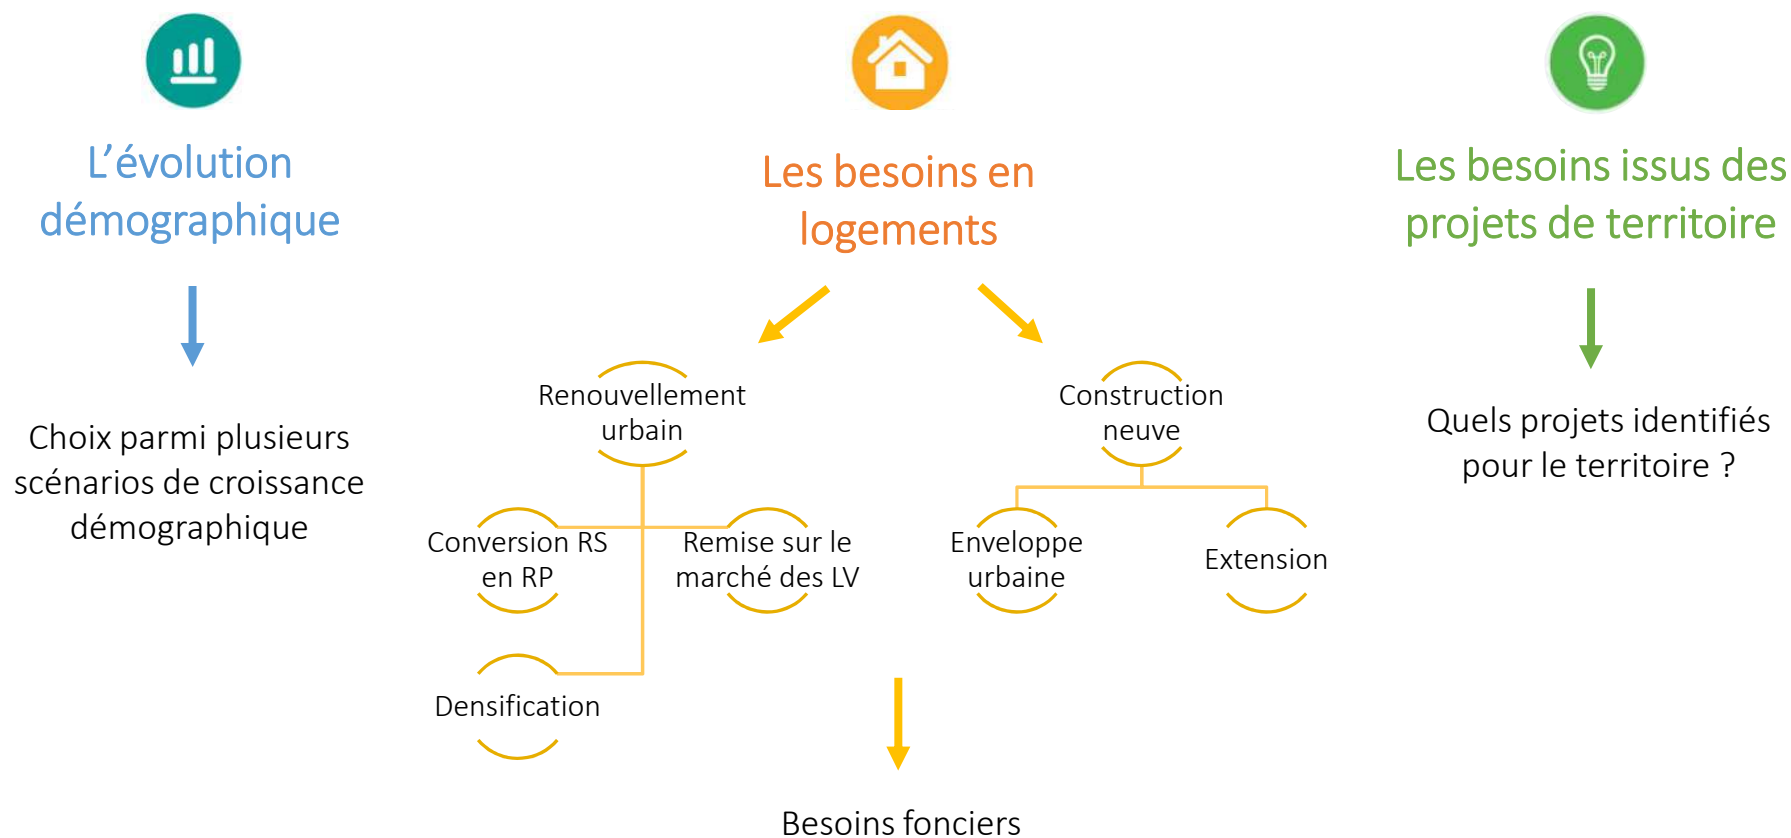 L’évolution
démographique
Choix parmi plusieurs
scénarios de croissance
démographique
Les besoins en
logements
Renouvellement
urbain
Conversion RS
en RP
Remise sur le
marché des LV
Densification
Construction
neuve
Enveloppe
urbaine
Extension
Besoins fonciers
Les besoins issus des
projets de territoire
Quels projets identifiés
pour le territoire ?